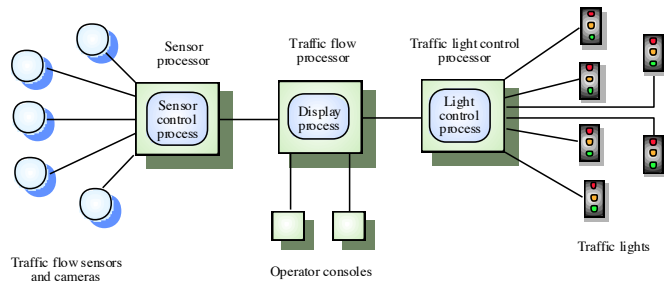 Sensor
processor
Traffic flow
processor
Traffic light control
processor
Sensor
control
process
Display
process
Light
control
process
Traffic flow sensors
and cameras
Operator consoles
Traffic lights